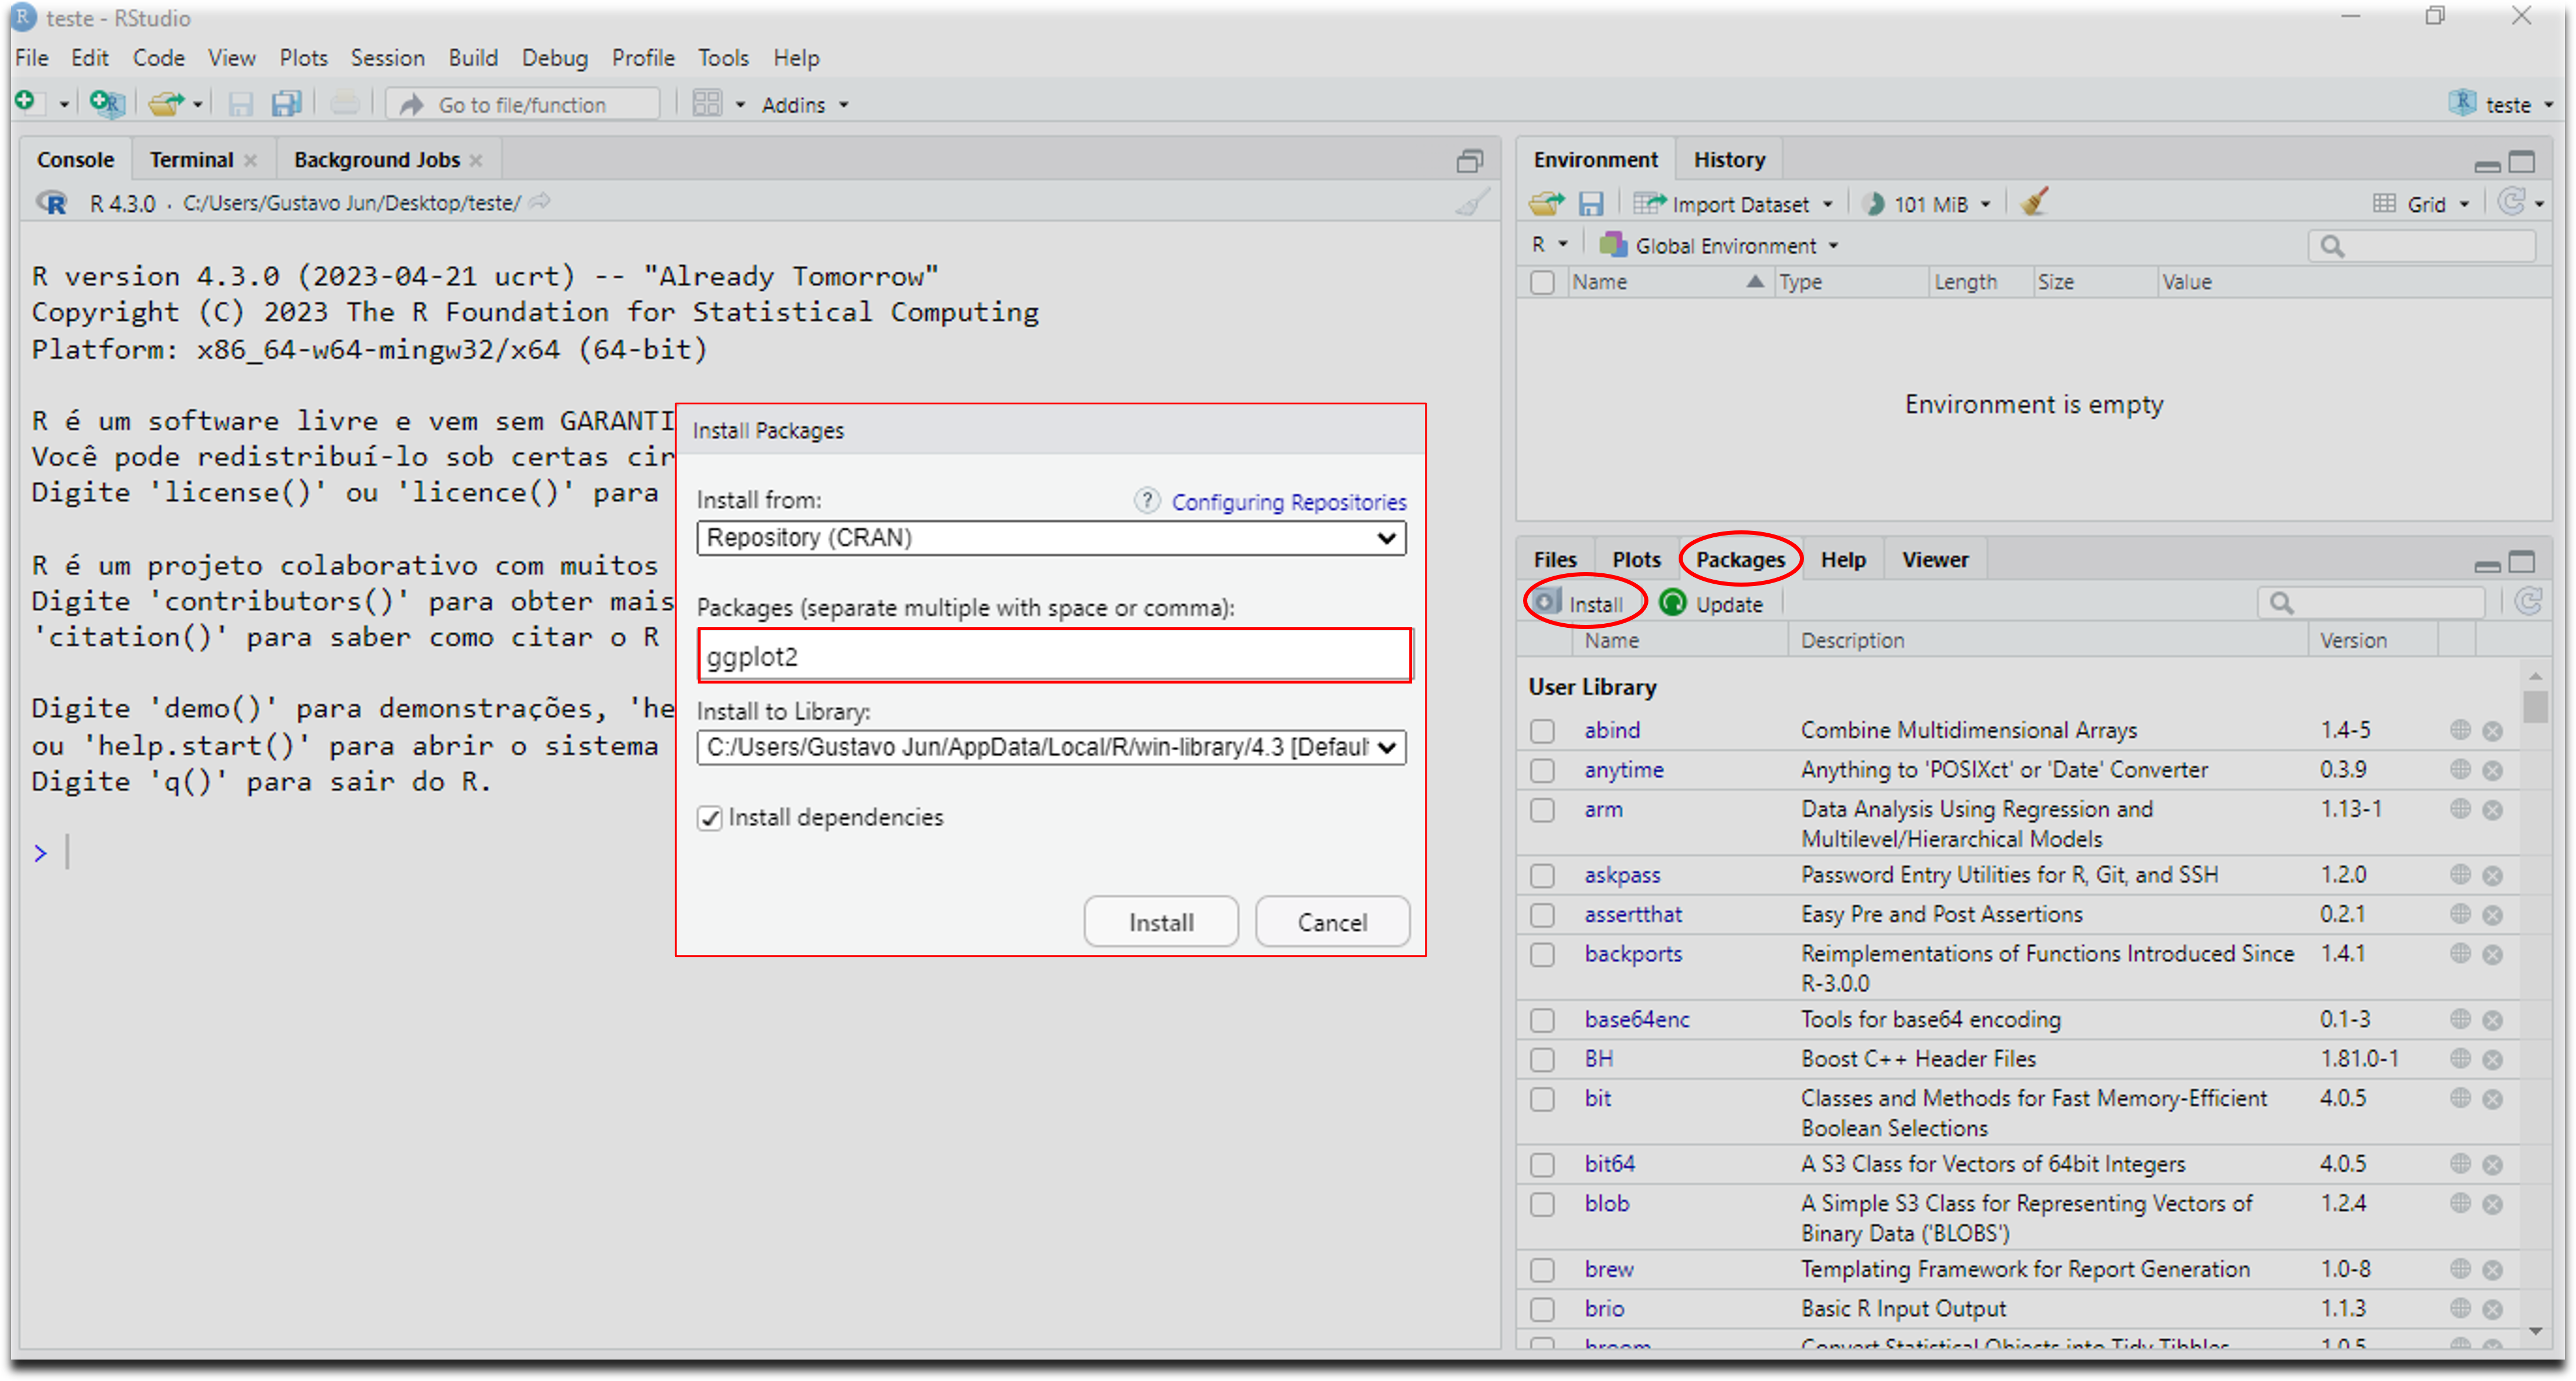 teste - RStudio
File Edit Code View Plots Session Build Debug Profile Tools Help
Go to file/function Addins teste
Console Terminal Background Jobs
R 4.3.0 · C:/Users/Gustavo Jun/Desktop/teste/
R version 4.3.0 (2023-04-21 ucrt) -- "Already Tomorrow"
Copyright (C) 2023 The R Foundation for Statistical Computing
Platform: x86_64-w64-mingw32/x64 (64-bit)
R é um software livre e vem sem GARANTI
Você pode redistribuí-lo sob certas cir
Digite 'license()' ou 'licence()' para
R é um projeto colaborativo com muitos
Digite 'contributors()' para obter mais
'citation()' para saber como citar o R
Digite 'demo()' para demonstrações, 'he
ou 'help.start()' para abrir o sistema
Digite 'q()' para sair do R.
>
Install Packages
Install from:
? Configuring Repositories
Repository (CRAN)
Packages (separate multiple with space or comma):
ggplot2
Install to Library:
C:/Users/Gustavo Jun/AppData/Local/R/win-library/4.3 [Defaul
Install dependencies
Install Cancel
Environment History
Import Dataset 101 MiB Grid
R Global Environment
Name Type Length Size Value
Environment is empty
Files Plots Packages Help Viewer
Install Update
Name Description Version
User Library
abind Combine Multidimensional Arrays 1.4-5
anytime Anything to 'POSIXct' or 'Date' Converter 0.3.9
arm Data Analysis Using Regression and 1.13-1
Multilevel/Hierarchical Models
askpass Password Entry Utilities for R, Git, and SSH 1.2.0
assertthat Easy Pre and Post Assertions 0.2.1
backports Reimplementations of Functions Introduced Since 1.4.1
R-3.0.0
base64enc Tools for base64 encoding 0.1-3
BH Boost C++ Header Files 1.81.0-1
bit Classes and Methods for Fast Memory-Efficient 4.0.5
Boolean Selections
bit64 A S3 Class for Vectors of 64bit Integers 4.0.5
blob A Simple S3 Class for Representing Vectors of 1.2.4
Binary Data ('BLOBS')
brew Templating Framework for Report Generation 1.0-8
brio Basic R Input Output 1.1.3
broom Convert Statistical Objects into Tidy Tibbles 1.0.5